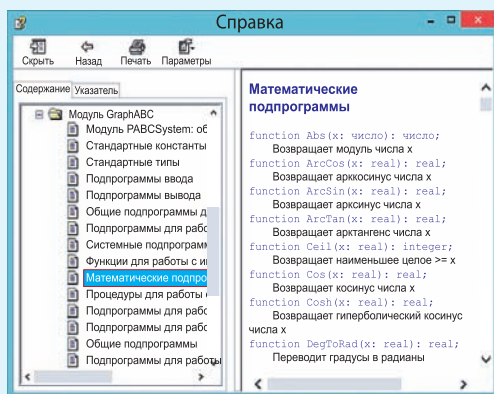 Справка
Скрыть Назад Печать Параметры
Содержание Указатель
Модуль GraphABC
Модуль PABCSystem: об
Стандартные константы
Стандартные типы
Подпрограммы ввода
Подпрограммы вывода
Общие подпрограммы д
Подпрограммы для рабо
Системные подпрограмм
Функции для работы с и
Математические подпро
Процедуры для работы
Подпрограммы для рабо
Подпрограммы для рабо
Общие подпрограммы
Подпрограммы для работы
Математические
подпрограммы
function Abs(x: число): число;
Возвращает модуль числа x
function ArcCos(x: real): real;
Возвращает арккосинус числа x
function ArcSin(x: real): real;
Возвращает арксинус числа x
function ArcTan(x: real): real;
Возвращает арктангенс числа x
function Ceil(x: real): integer;
Возвращает наименьшее целое >= x
function Cos(x: real): real;
Возвращает косинус числа x
function Cosh(x: real): real;
Возвращает гиперболический косинус
числа x
function DegToRad(x: real): real;
Переводит градусы в радианы